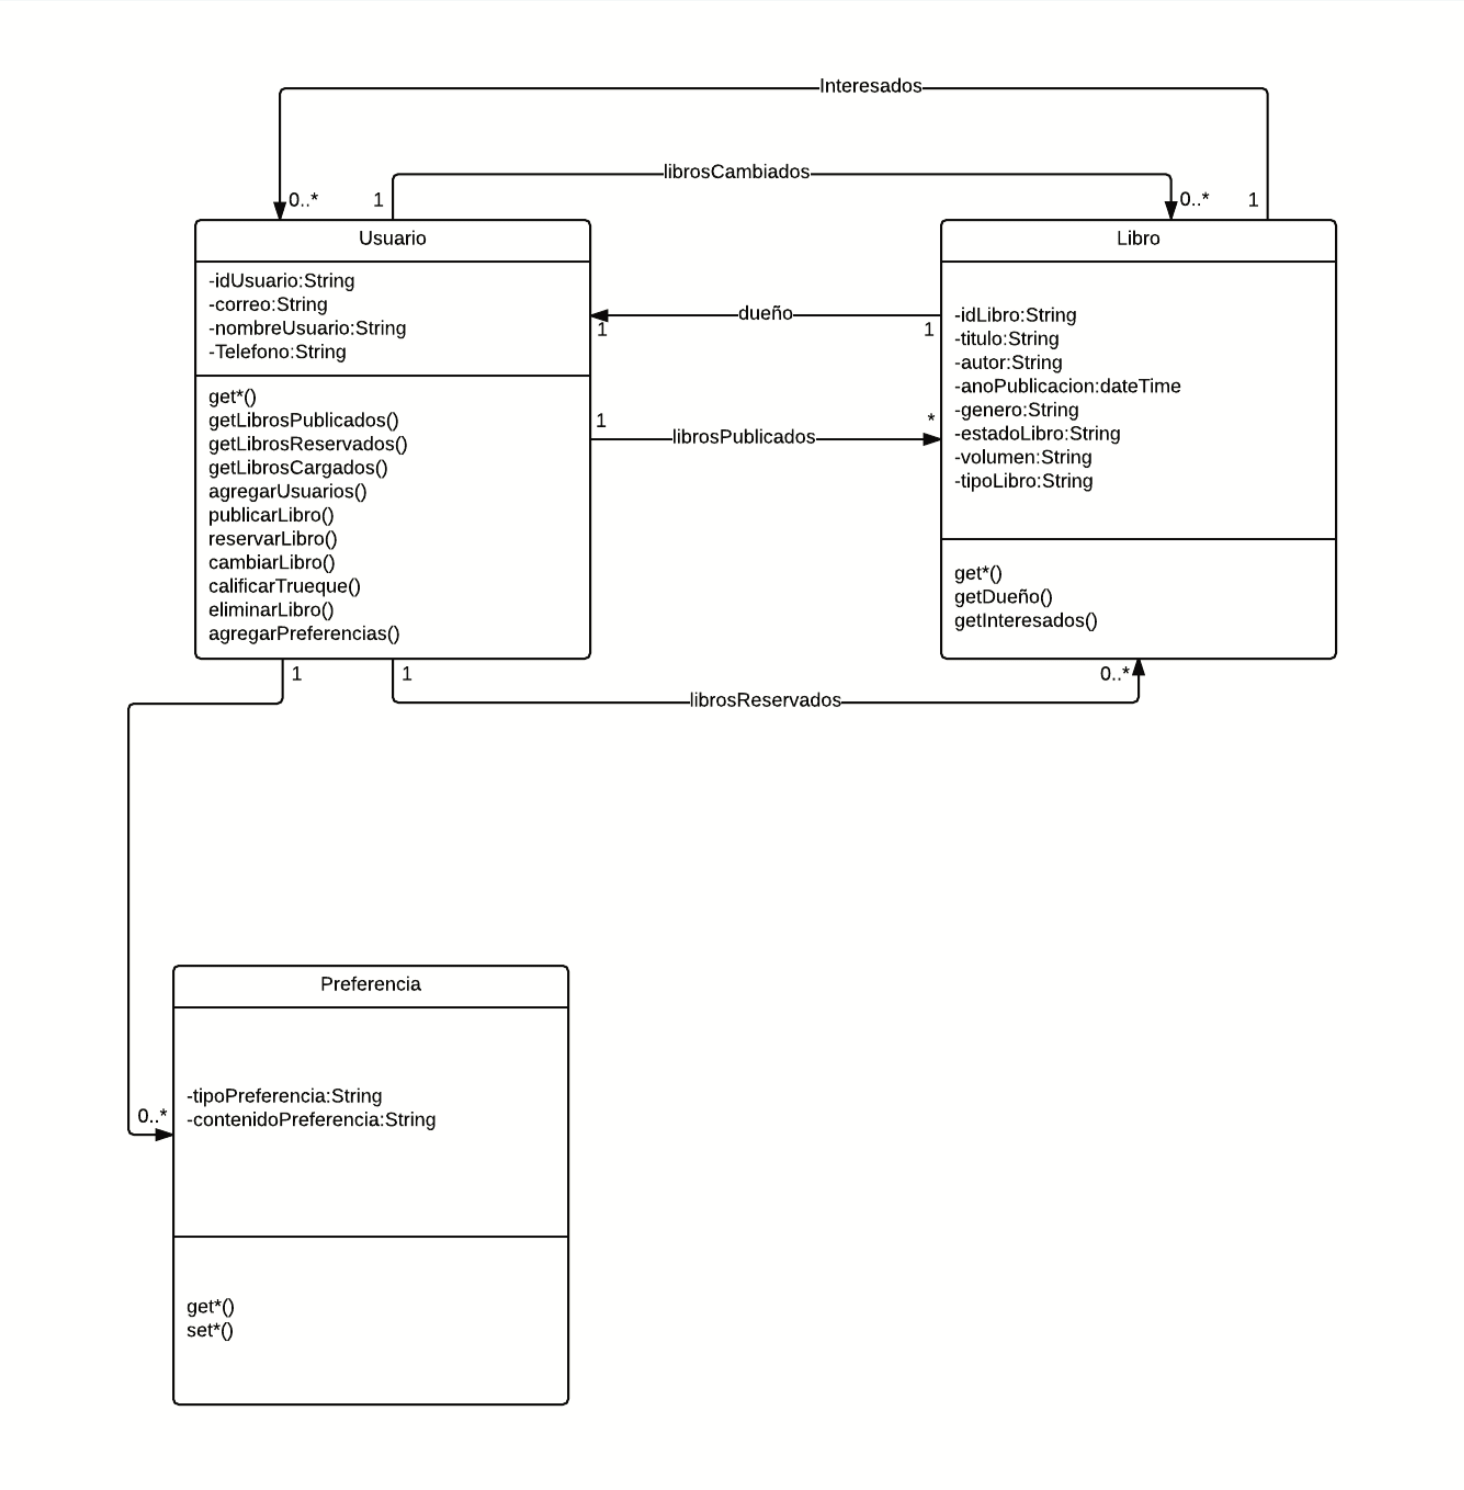 Interesados
librosCambiados
0..*
1
0..*
1
Usuario
-idUsuario:String
-correo:String
-nombreUsuario:String
-Telefono:String
get*()
getLibrosPublicados()
getLibrosReservados()
getLibrosCargados()
agregarUsuarios()
publicarLibro()
reservarLibro()
cambiarLibro()
calificarTrueque()
eliminarLibro()
agregarPreferencias()
dueño
1
1
1
*
librosPublicados
Libro
-idLibro:String
-titulo:String
-autor:String
-anoPublicacion:dateTime
-genero:String
-estadoLibro:String
-volumen:String
-tipoLibro:String
get*()
getDueño()
getInteresados()
1
1
0..*
librosReservados
Preferencia
-tipoPreferencia:String
-contenidoPreferencia:String
0..*
get*()
set*()